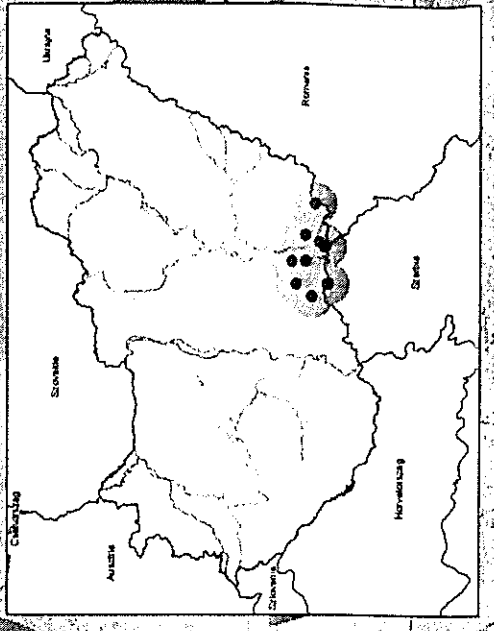 Csehország
Ukrajna
Szlovákia
Ausztria
Románia
Szlovénia
Horvátország
Szerbia